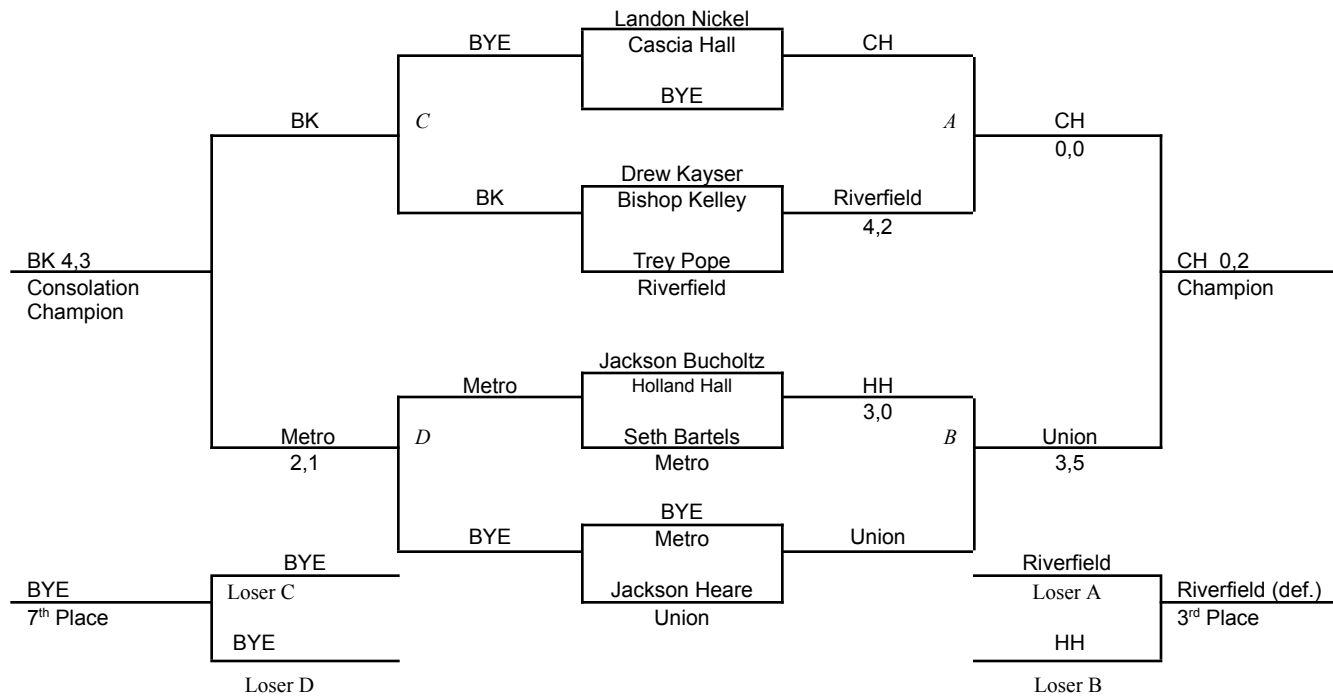 Landon Nickel
BYE
Cascia Hall
CH
BYE
BK
C
A
CH
0,0
Drew Kayser
BK
Bishop Kelley
Riverfield
4,2
BK 4,3
Trey Pope
CH 0,2
Consolation
Champion
Riverfield
Champion
Jackson Bucholtz
Metro
Holland Hall
HH
3,0
Metro
D
Seth Bartels
B
Union
2,1
Metro
3,5
BYE
BYE
Metro
Union
BYE
Riverfield
BYE
Loser C
Jackson Heare
Loser A
Riverfield (def.)
7th Place
Union
3rd Place
BYE
HH
Loser D
Loser B